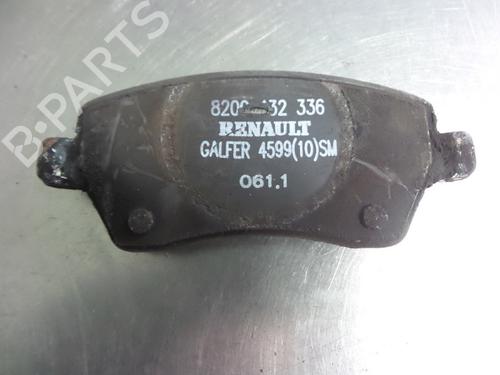 B-PARTS
336
RENAULT
GALFER 4599(10)SM
061.1